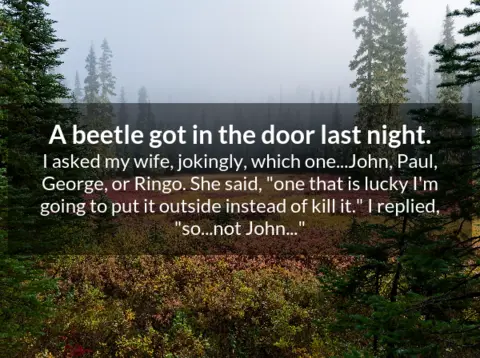 A beetle got in the door last night.
I asked my wife, jokingly, which one...John, Paul,
George, or Ringo. She said, "one that is lucky I'm
going to put it outside instead of kill it." I replied,
"so...not John..."